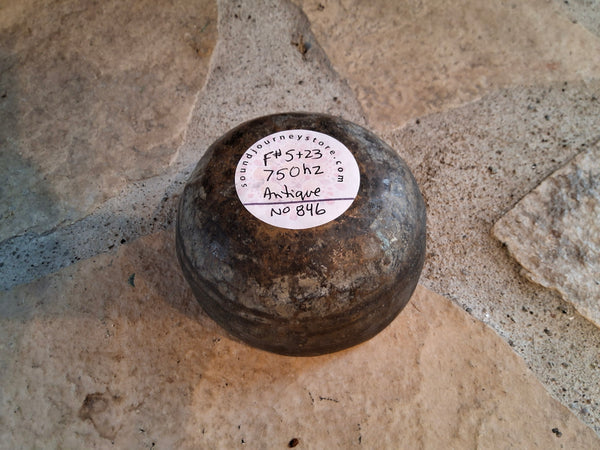 soundjourneystore.com
F#5+23
750hz
Antique
No 846